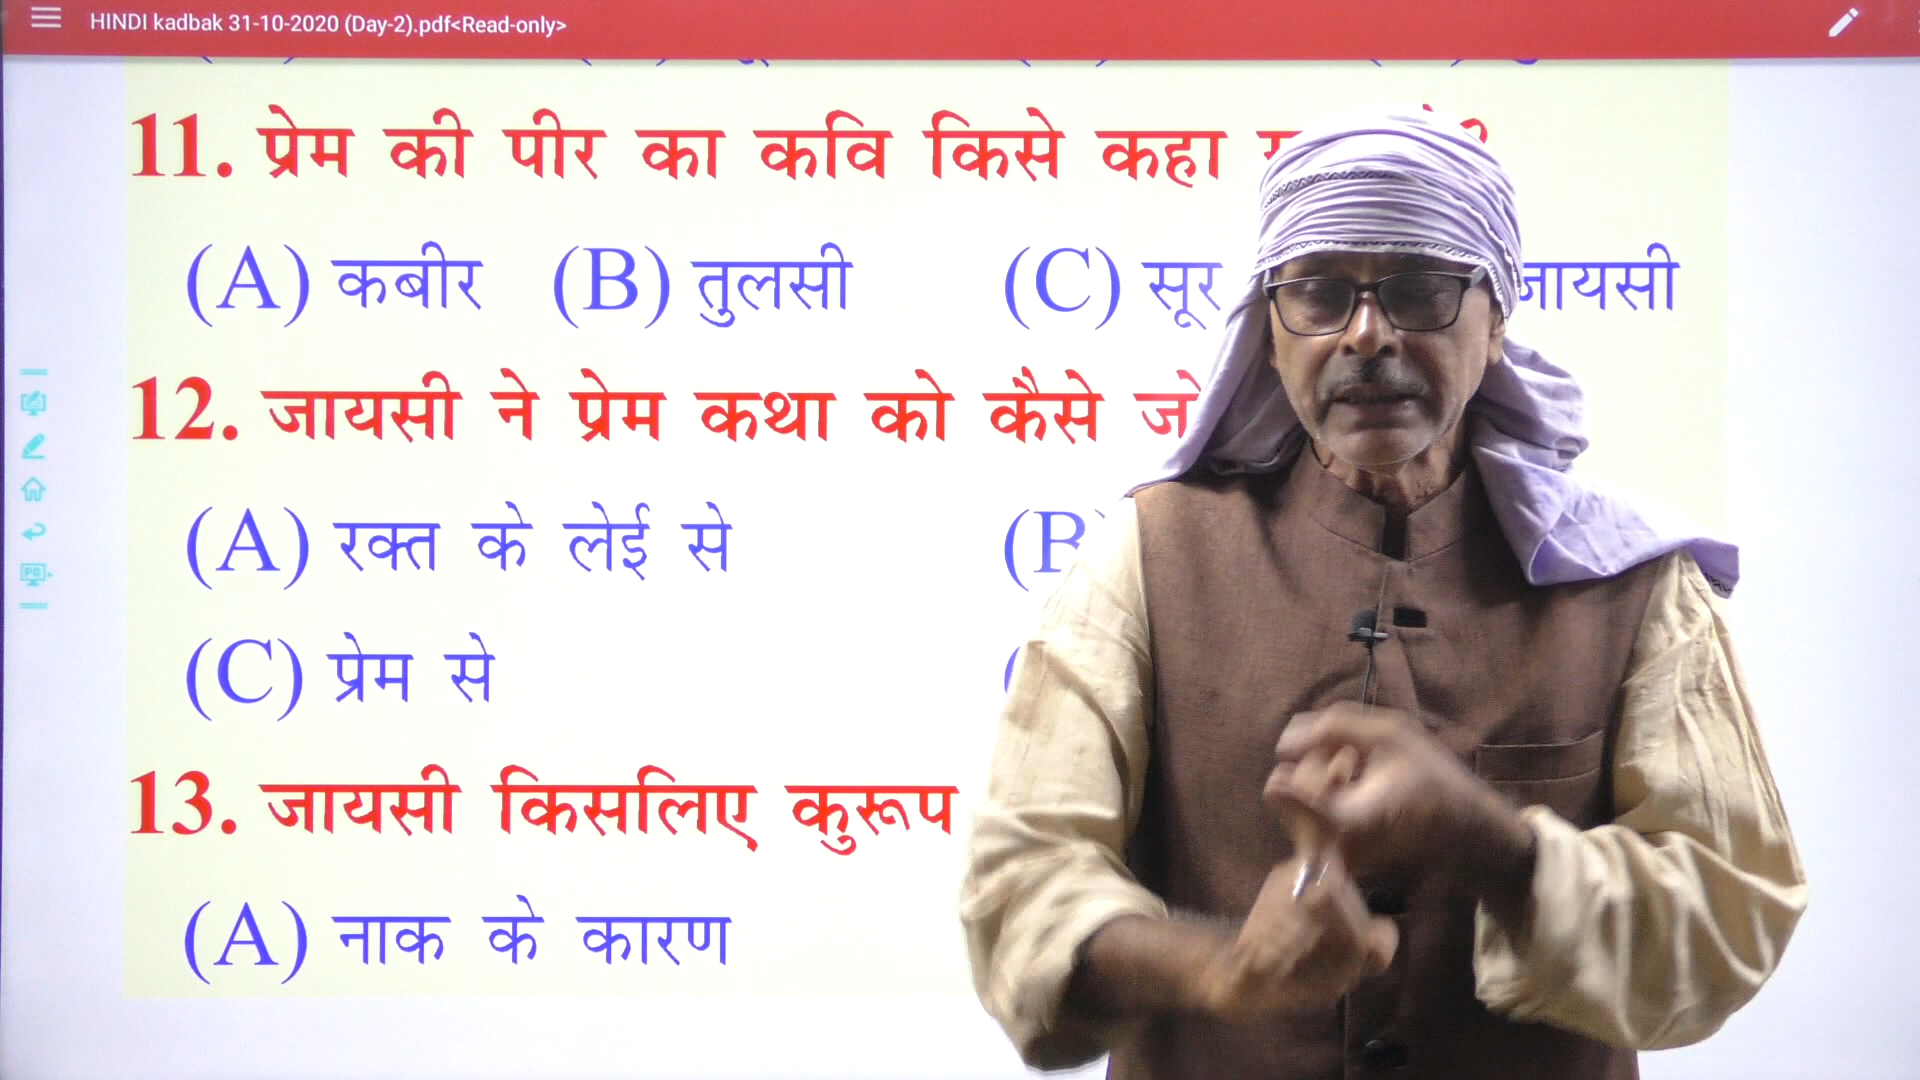 HINDI kadbak 31-10-2020 (Day-2).pdf<Read-only>
11. प्रेम की पीर का कवि किसे कहा
(A) कबीर (B) तुलसी (C) सूर जायसी
12. जायसी ने प्रेम कथा को कैसे
(A) रक्त के लेई से (B)
(C) प्रेम से
13. जायसी किसलिए कुरूप
(A) नाक के कारण
PC